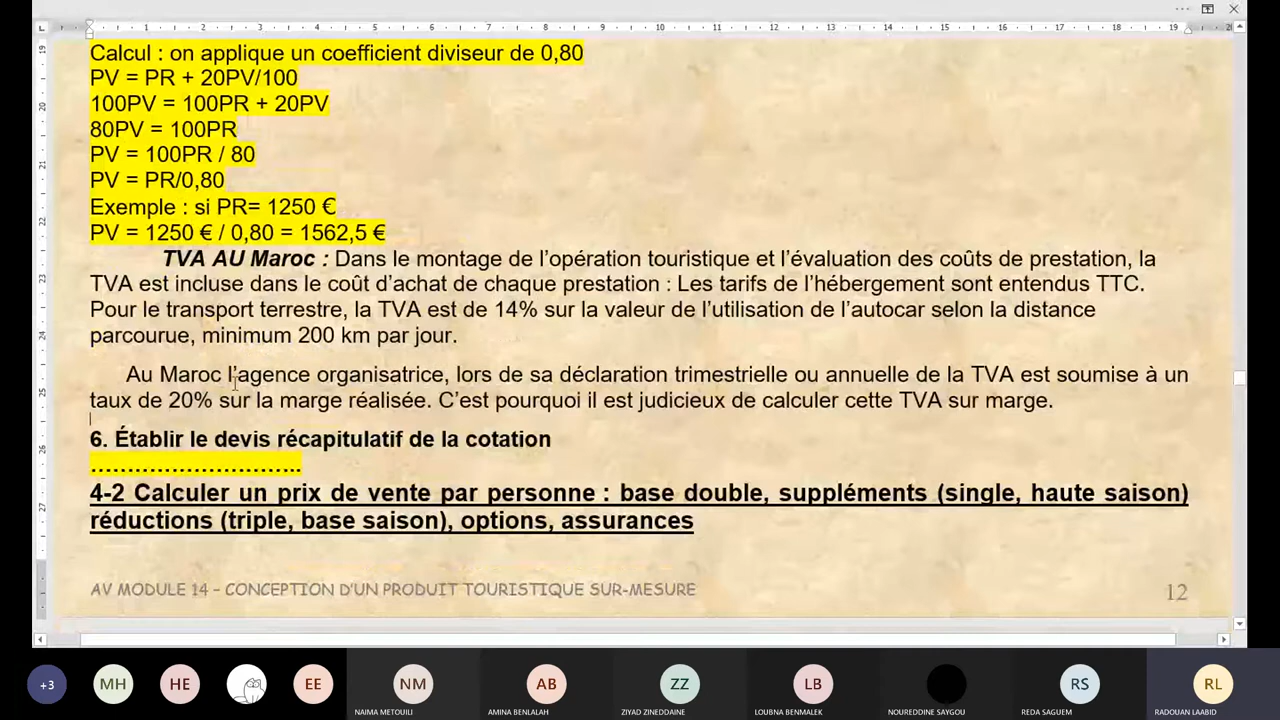 Calcul : on applique un coefficient diviseur de 0,80
PV = PR + 20PV/100
100PV = 100PR + 20PV
80PV = 100PR
PV = 100PR / 80
PV = PR/0,80
Exemple : si PR= 1250 €
PV = 1250 € / 0,80 = 1562,5 €
TVA AU Maroc : Dans le montage de l’opération touristique et l’évaluation des coûts de prestation, la
TVA est incluse dans le coût d’achat de chaque prestation : Les tarifs de l’hébergement sont entendus TTC.
Pour le transport terrestre, la TVA est de 14% sur la valeur de l’utilisation de l’autocar selon la distance
parcourue, minimum 200 km par jour.
Au Maroc l’agence organisatrice, lors de sa déclaration trimestrielle ou annuelle de la TVA est soumise à un
taux de 20% sur la marge réalisée. C’est pourquoi il est judicieux de calculer cette TVA sur marge.
6. Établir le devis récapitulatif de la cotation
………………………..
4-2 Calculer un prix de vente par personne : base double, suppléments (single, haute saison)
réductions (triple, base saison), options, assurances
AV MODULE 14 – CONCEPTION D’UN PRODUIT TOURISTIQUE SUR-MESURE
12
+3 MH HE EE NM AB ZZ LB RS RL
NAIMA METOUILI AMINA BENLALAH ZIYAD ZINEDDAINE LOUBNA BENMALEK NOUREDDINE SAYGOU REDA SAGUEM RADOUAN LAABID